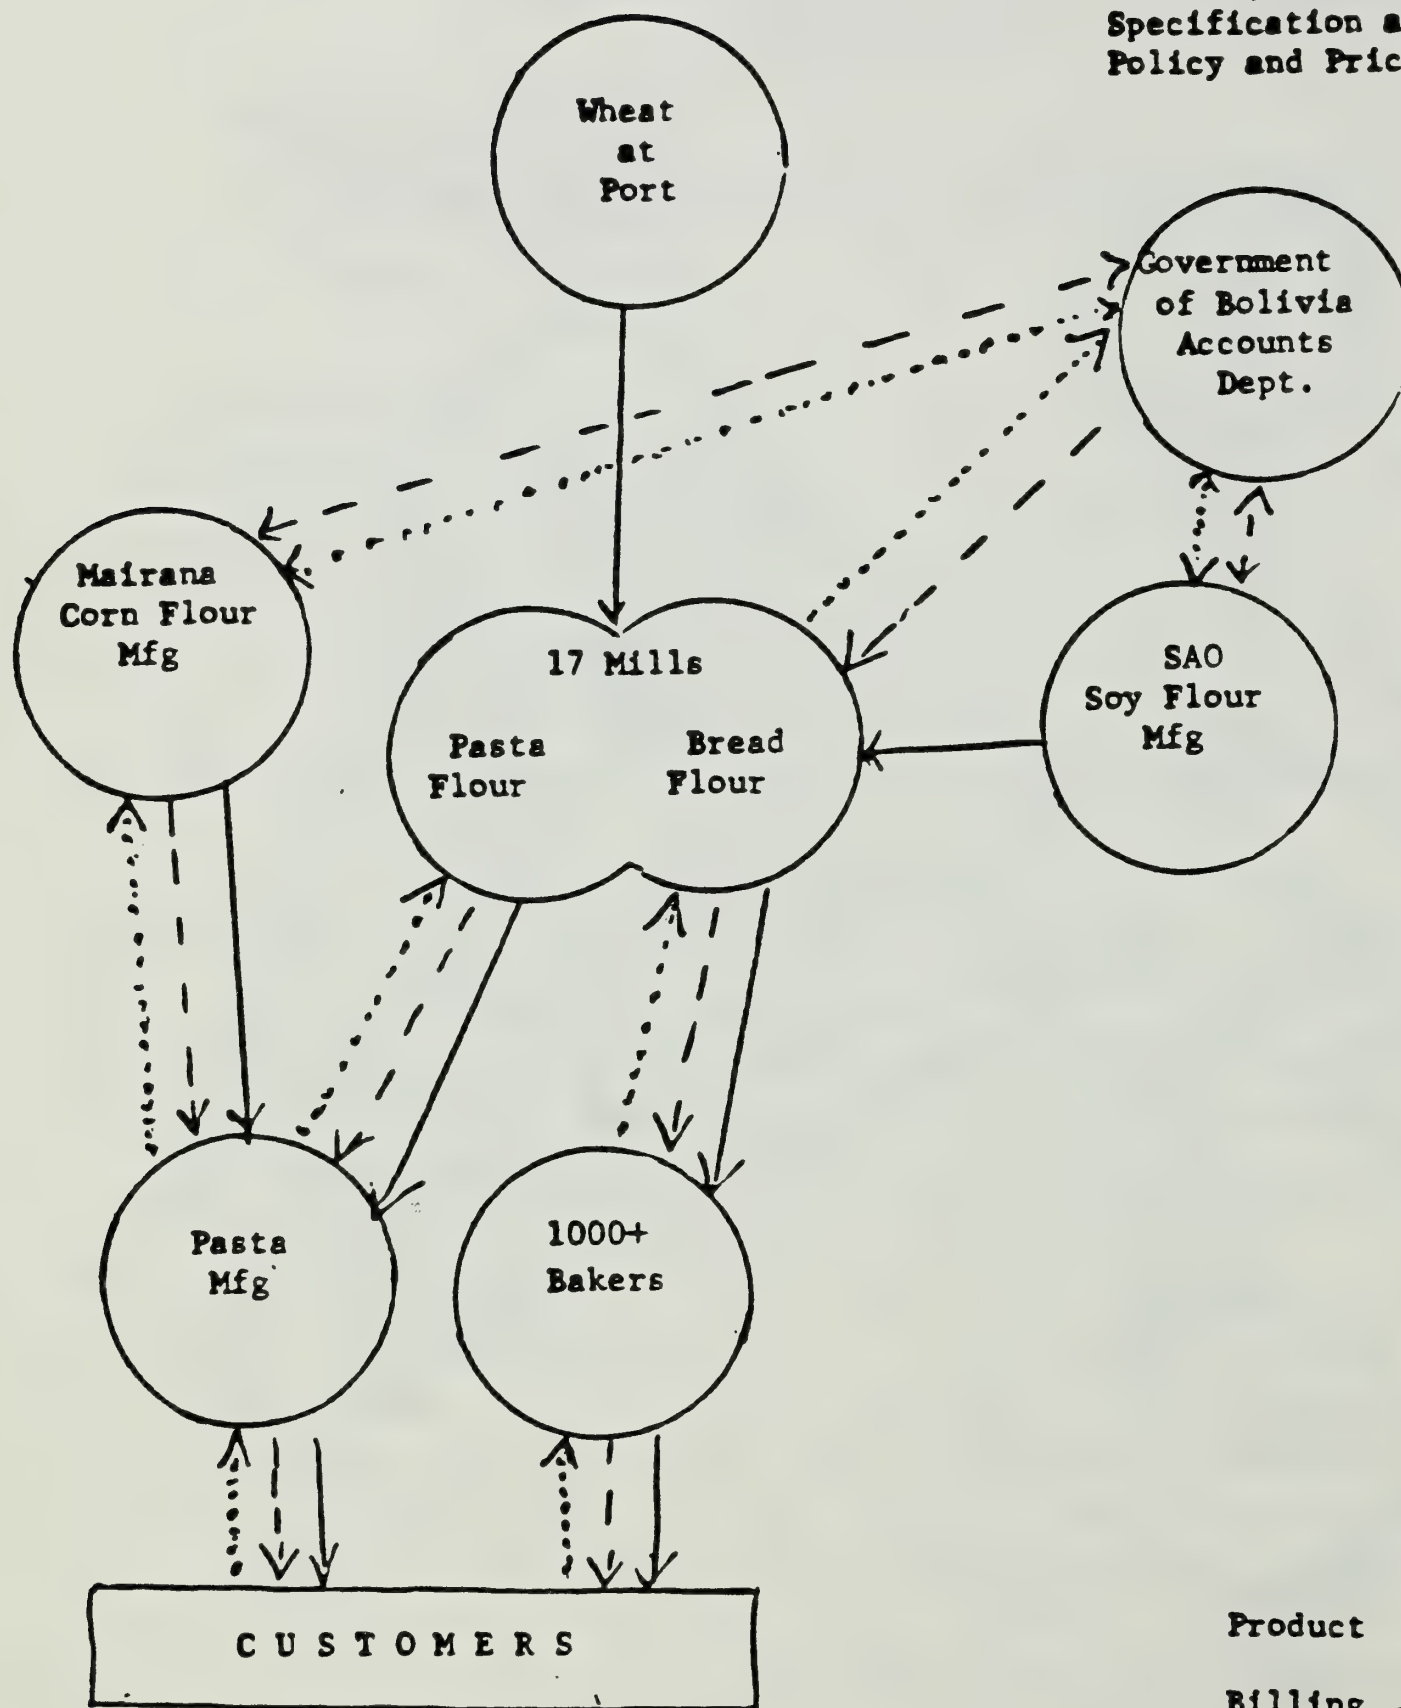 Specification a
Policy and Pric
Wheat
at
Port
Government
of Bolivia
Accounts
Dept.
Mairana
Corn Flour
Mfg
17 Mills
Pasta
Flour
Bread
Flour
SAO
Soy Flour
Mfg
Pasta
Mfg
1000+
Bakers
CUSTOMERS
Product
Billing